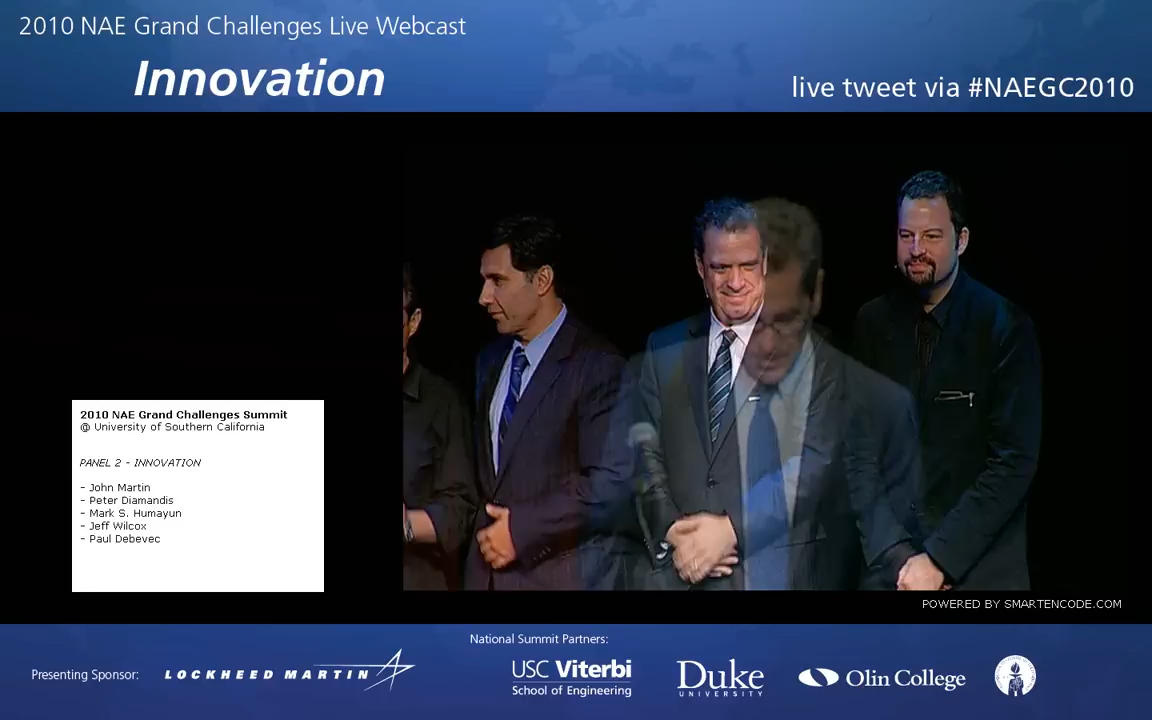 2010 NAE Grand Challenges Live Webcast
Innovation
live tweet via #NAEGC2010
2010 NAE Grand Challenges Summit
@ University of Southern California
PANEL 2 - INNOVATION
- John Martin
- Peter Diamandis
- Mark S. Humayun
- Jeff Wilcox
- Paul Debevec
POWERED BY SMARTENCODE.COM
National Summit Partners:
Presenting Sponsor:
LOCKHEED MARTIN
USC Viterbi
School of Engineering
Duke
UNIVERSITY
Olin College